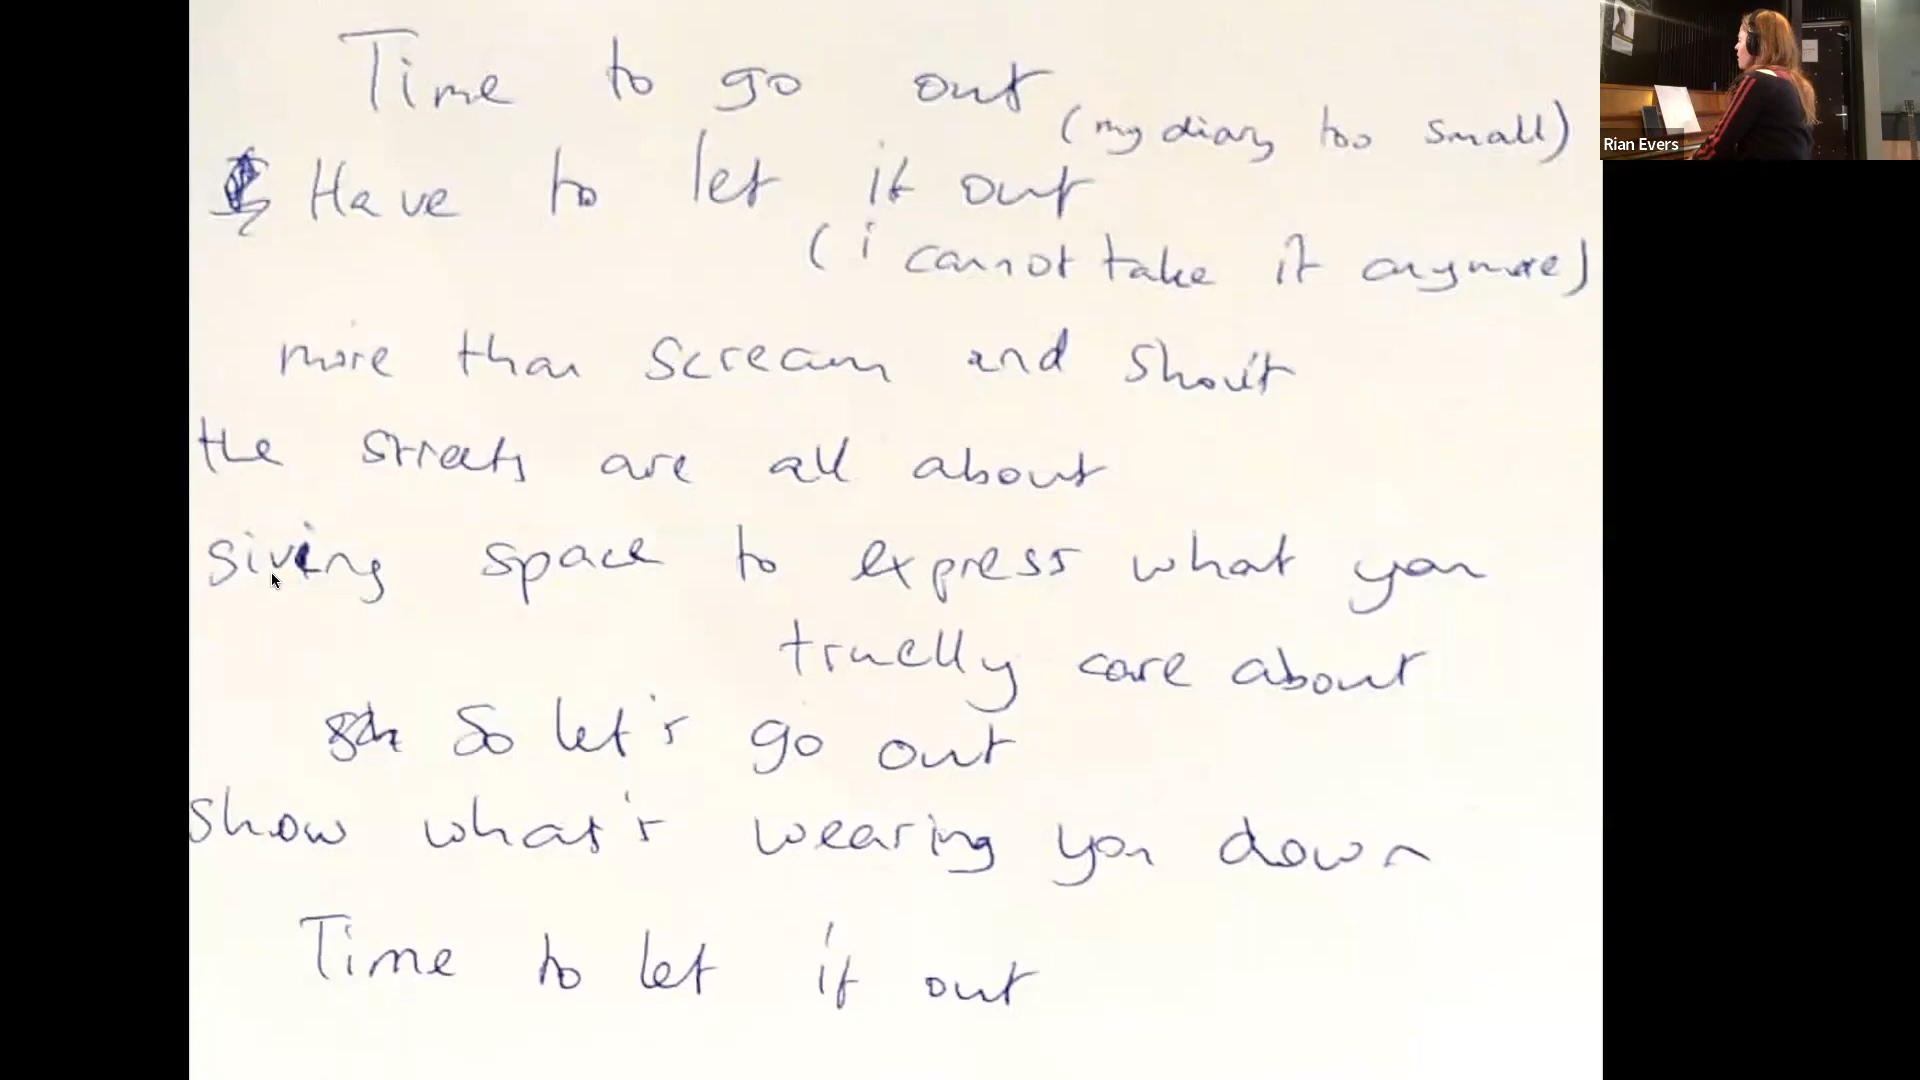 Time to go out
(my diary too small)
Have to let it out
(i cannot take it anymore)
more than scream and shout
the streets are all about
giving space to express what you
truelly care about
So let's go out
show what's wearing you down
Time to let it out
Rian Evers